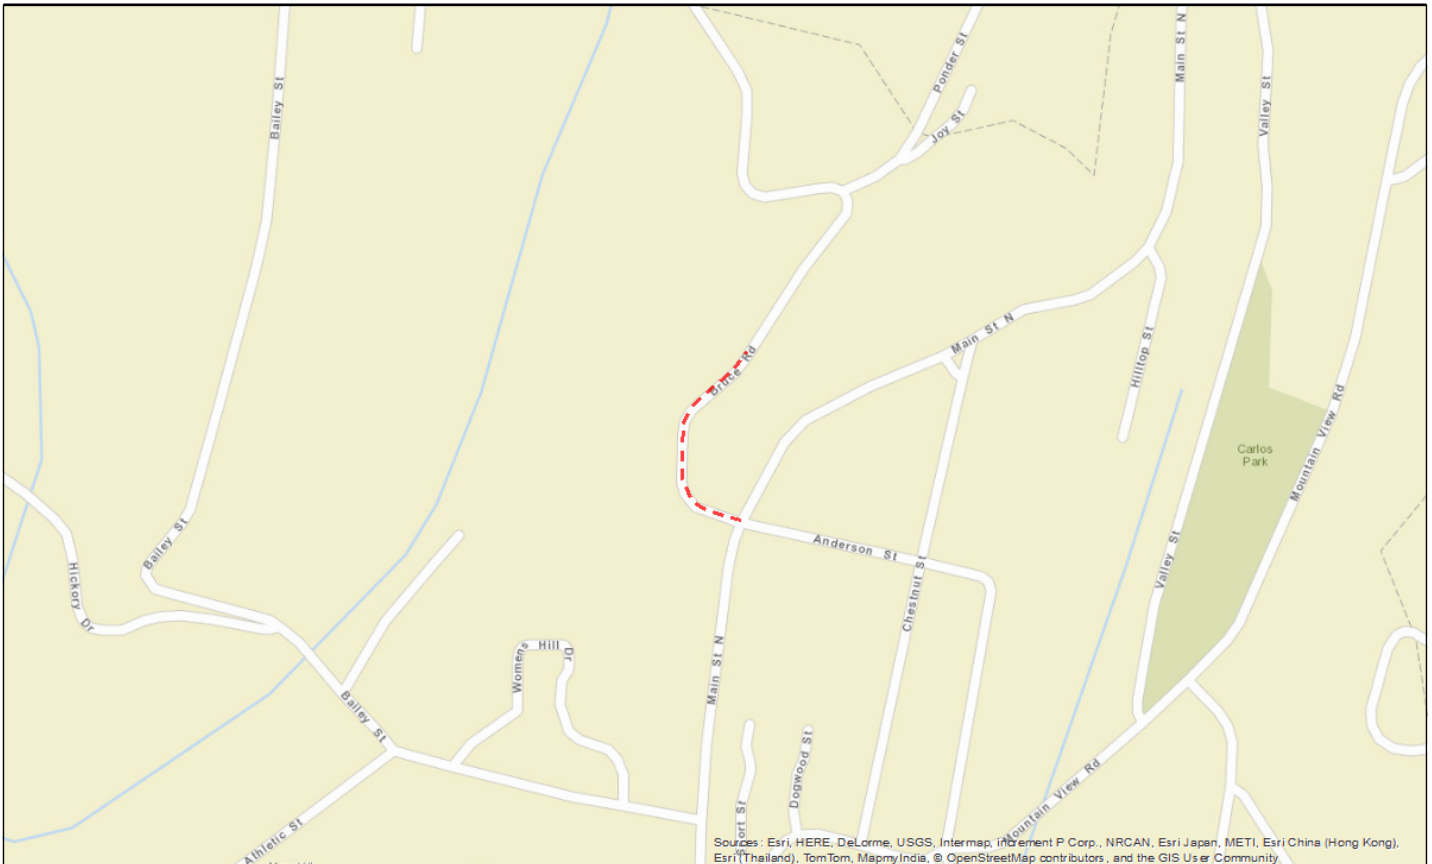 Ponder St
Main St N
Bailey St
Valley St
Joy St
Main St N
Hilltop St
Bruce Rd
Mountain View Rd
Carlos
Park
Bailey St
Anderson St
Valley St
Hickory Dr
Chestnut St
Womens Hill Dr
Main St N
Bailey St
Dogwood St
Mountain View Rd
Athletic St
Sources: Esri, HERE, DeLorme, USGS, Intermap, increment P Corp., NRCAN, Esri Japan, METI, Esri China (Hong Kong),
Esri (Thailand), TomTom, MapmyIndia, © OpenStreetMap contributors, and the GIS User Community